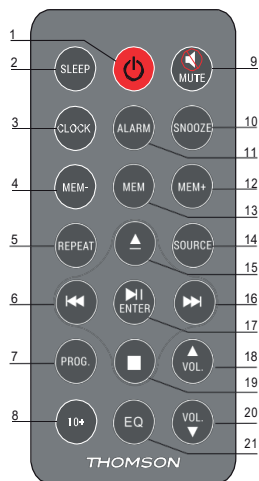 1
2 SLEEP MUTE 9
3 CLOCK ALARM SNOOZE 10
11
4 MEM- MEM MEM+ 12
13
5 REPEAT SOURCE 14
15
6 ENTER 16
17
7 PROG. VOL. 18
19
8 10+ EQ VOL. 20
21
THOMSON